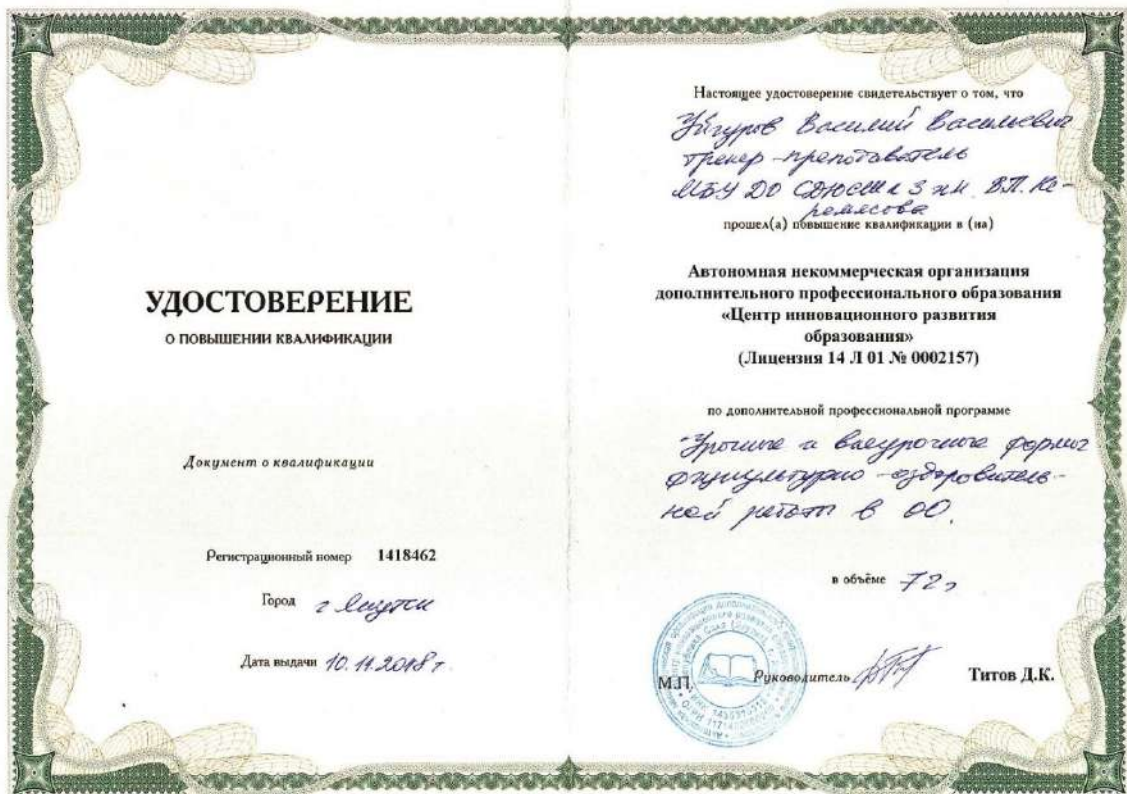 УДОСТОВЕРЕНИЕ
О ПОВЫШЕНИИ КВАЛИФИКАЦИИ
Документ о квалификации
Регистрационный номер 1418462
Город г Якутск
Дата выдачи 10.11.2018 г
Настоящее удостоверение свидетельствует о том, что
Уйгуров Василий Васильевич
тренер-преподаватель
МБУ ДО СДЮСШ 3 им. В.П. Ко-
ремясова
прошел(а) повышение квалификации в (на)
Автономная некоммерческая организация
дополнительного профессионального образования
«Центр инновационного развития
образования»
(Лицензия 14 Л 01 № 0002157)
по дополнительной профессиональной программе
Урочные и внеурочные формы
физкультурно-оздоровитель-
ной работы в ОО.
в объёме 72
М.П. Руководитель Титов Д.К.